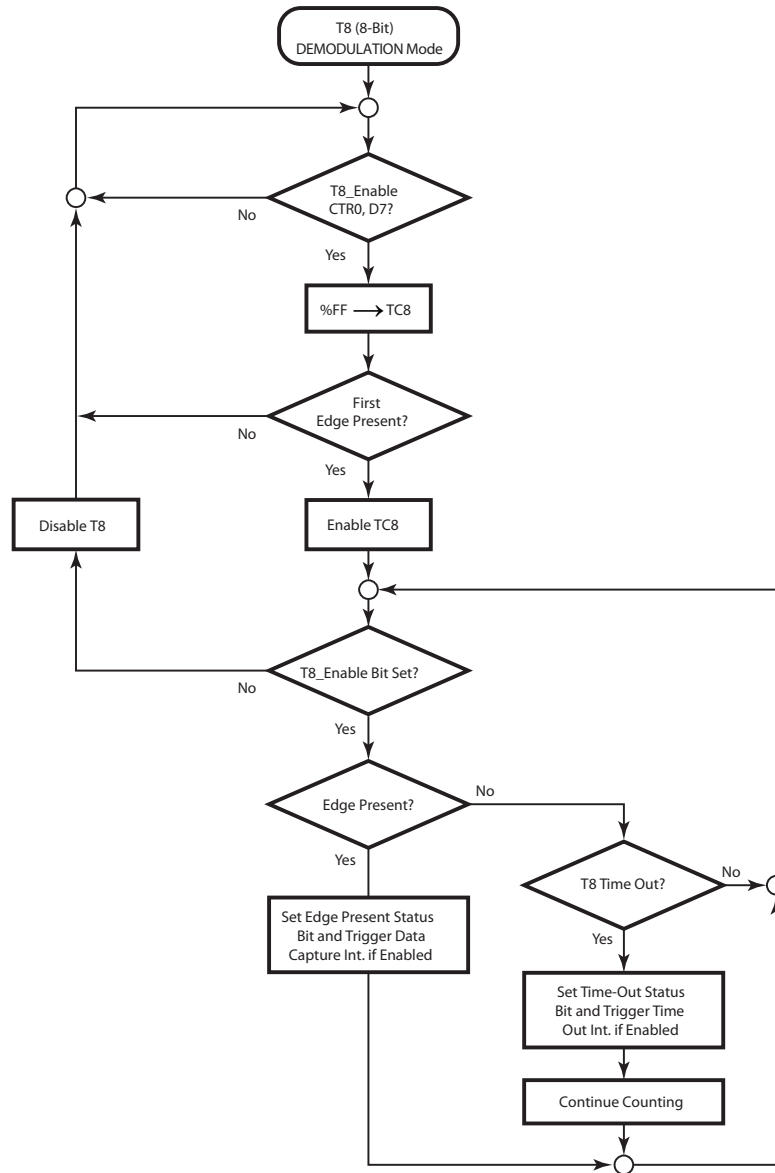 T8 (8-Bit)
DEMODULATION Mode
T8_Enable
CTR0, D7?
No
Yes
%FF → TC8
First
Edge Present?
No
Yes
Disable T8
Enable TC8
T8_Enable Bit Set?
No
Yes
Edge Present?
No
Yes
T8 Time Out?
No
Set Edge Present Status
Bit and Trigger Data
Capture Int. if Enabled
Yes
Set Time-Out Status
Bit and Trigger Time
Out Int. if Enabled
Continue Counting